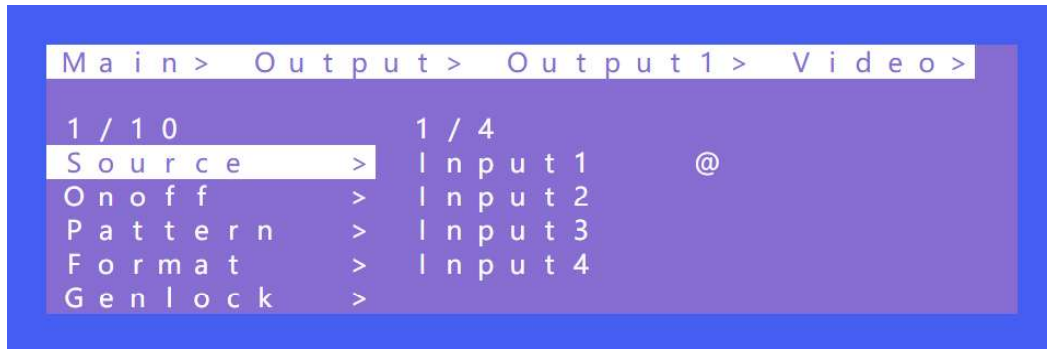 Main> Output> Output1> Video>
1/10 1/4
Source > Input1 @
Onoff > Input2
Pattern > Input3
Format > Input4
Genlock >